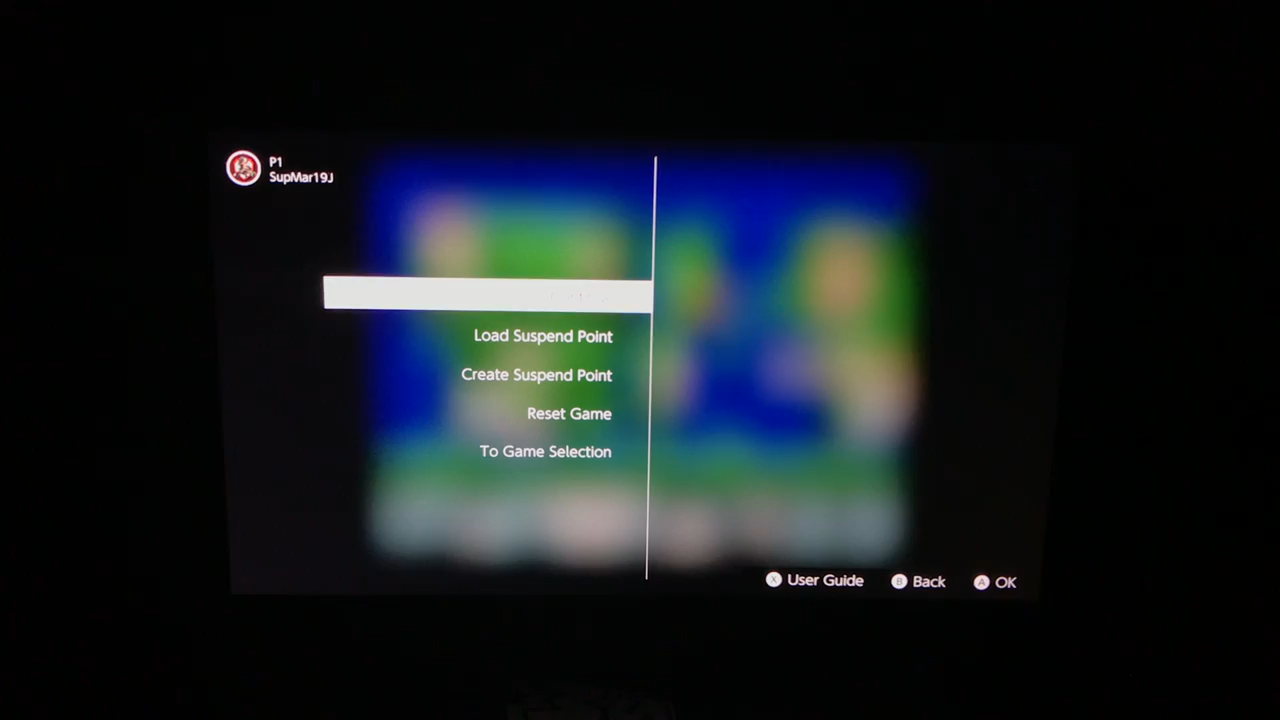 P1
SupMar19J
Load Suspend Point
Create Suspend Point
Reset Game
To Game Selection
X User Guide B Back A OK